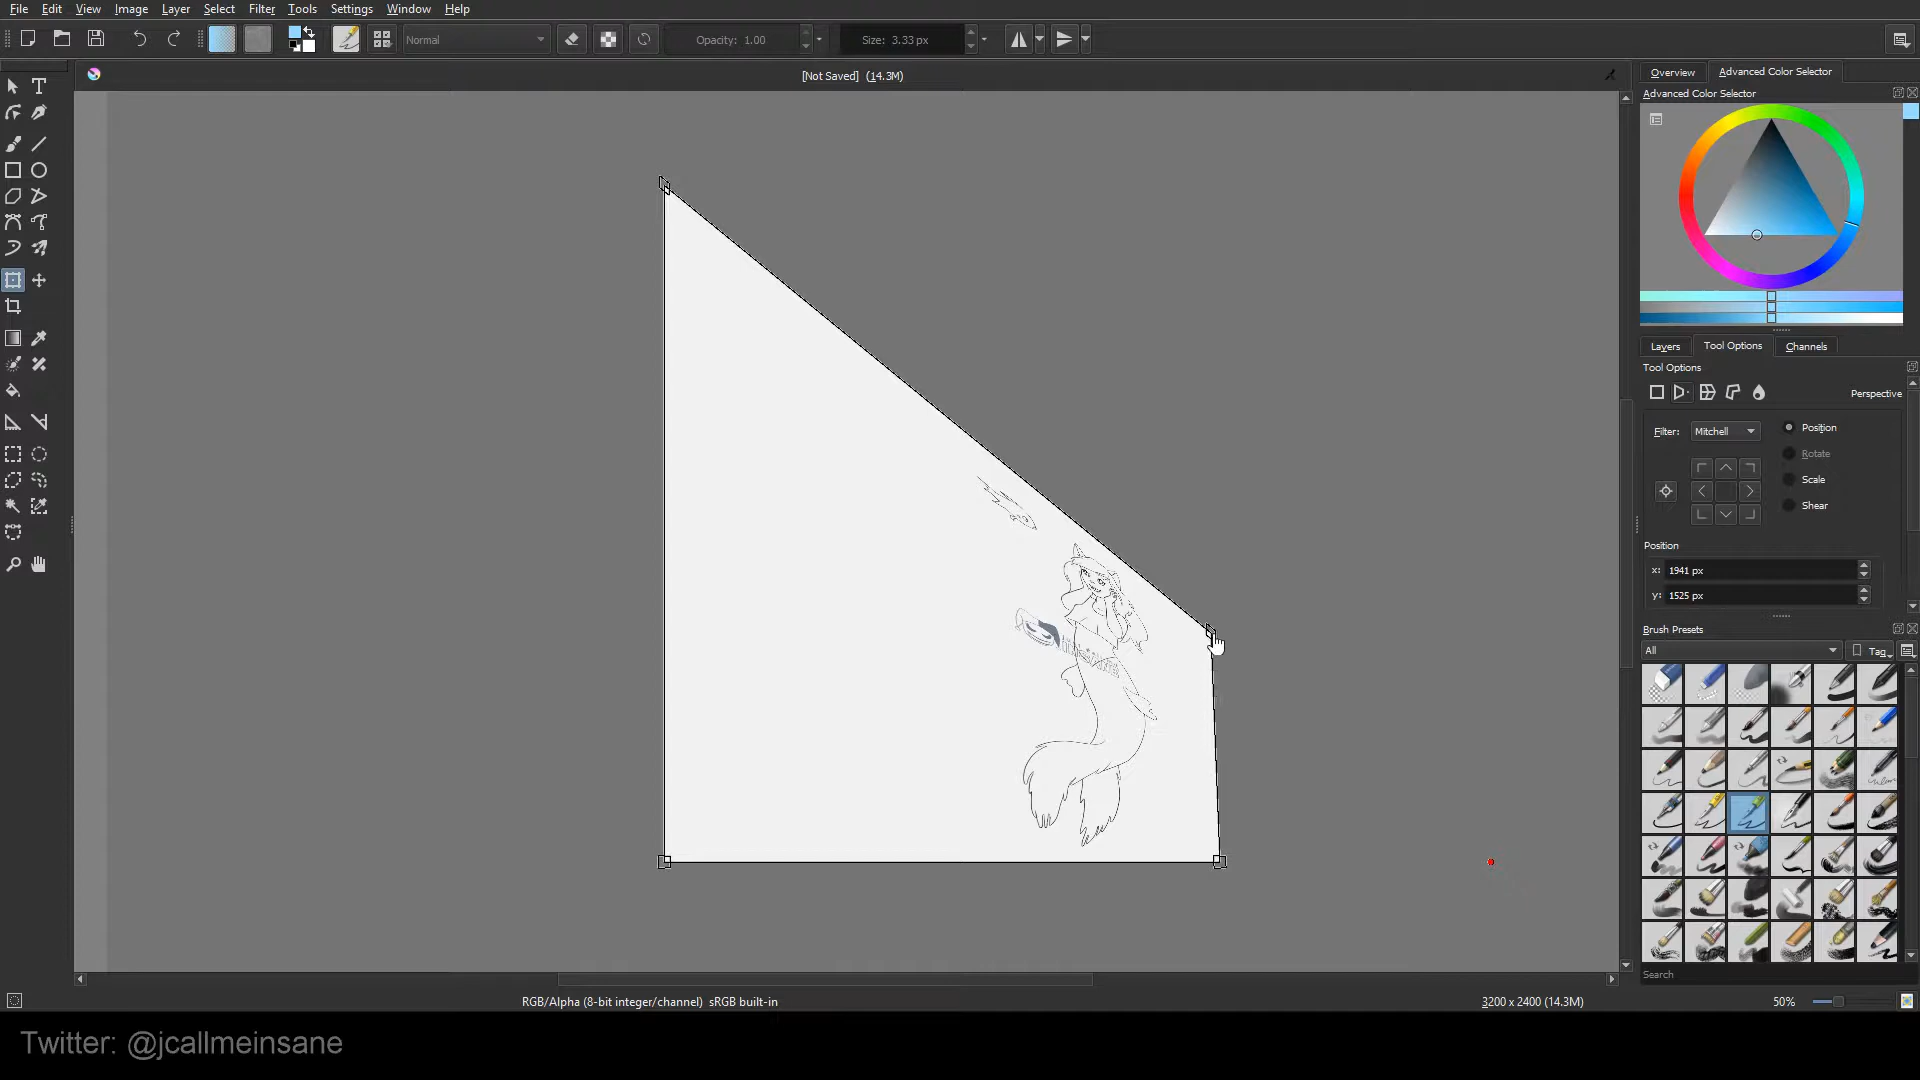 File Edit View Image Layer Select Filter Tools Settings Window Help
Normal Opacity: 1.00 Size: 3.33 px
[Not Saved] (14.3M)
Overview Advanced Color Selector
Advanced Color Selector
Layers Tool Options Channels
Tool Options
Perspective
Filter: Mitchell Position
Rotate
Scale
Shear
Position
x: 1941 px
y: 1525 px
Brush Presets
All Tag
Search
RGB/Alpha (8-bit integer/channel) sRGB built-in 3200 x 2400 (14.3M) 50%
Twitter: @jcallmeinsane